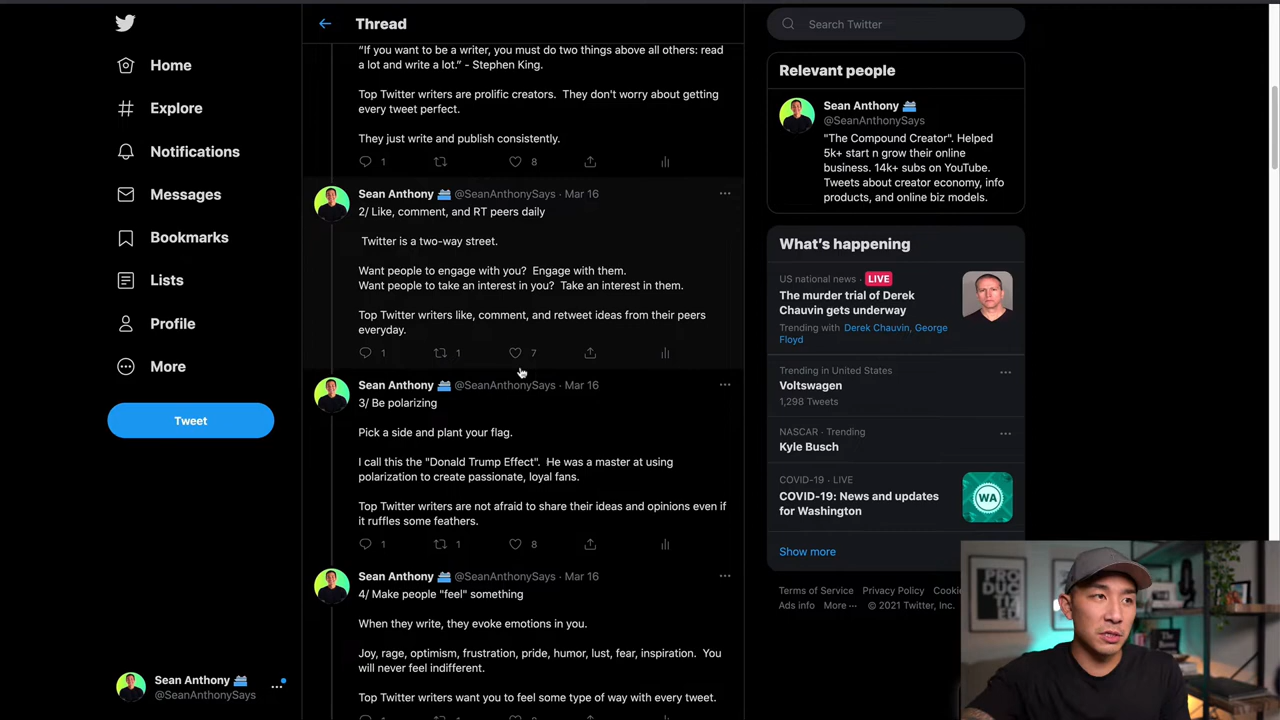 Home
Explore
Notifications
Messages
Bookmarks
Lists
Profile
More
Tweet
Sean Anthony
@SeanAnthonySays
Thread
“If you want to be a writer, you must do two things above all others: read
a lot and write a lot.” - Stephen King.
Top Twitter writers are prolific creators.  They don't worry about getting
every tweet perfect.
They just write and publish consistently.
1 8
Sean Anthony @SeanAnthonySays · Mar 16
2/ Like, comment, and RT peers daily
Twitter is a two-way street.
Want people to engage with you?  Engage with them.
Want people to take an interest in you?  Take an interest in them.
Top Twitter writers like, comment, and retweet ideas from their peers
everyday.
1 1 7
Sean Anthony @SeanAnthonySays · Mar 16
3/ Be polarizing
Pick a side and plant your flag.
I call this the "Donald Trump Effect".  He was a master at using
polarization to create passionate, loyal fans.
Top Twitter writers are not afraid to share their ideas and opinions even if
it ruffles some feathers.
1 1 8
Sean Anthony @SeanAnthonySays · Mar 16
4/ Make people "feel" something
When they write, they evoke emotions in you.
Joy, rage, optimism, frustration, pride, humor, lust, fear, inspiration.  You
will never feel indifferent.
Top Twitter writers want you to feel some type of way with every tweet.
Search Twitter
Relevant people
Sean Anthony
@SeanAnthonySays
"The Compound Creator". Helped
5k+ start n grow their online
business. 14k+ subs on YouTube.
Tweets about creator economy, info
products, and online biz models.
What's happening
US national news · LIVE
The murder trial of Derek
Chauvin gets underway
Trending with Derek Chauvin, George
Floyd
Trending in United States
Voltswagen
1,298 Tweets
NASCAR · Trending
Kyle Busch
COVID-19 · LIVE
COVID-19: News and updates
for Washington
WA
Show more
Terms of Service Privacy Policy Cookie
Ads info More ··· © 2021 Twitter, Inc.